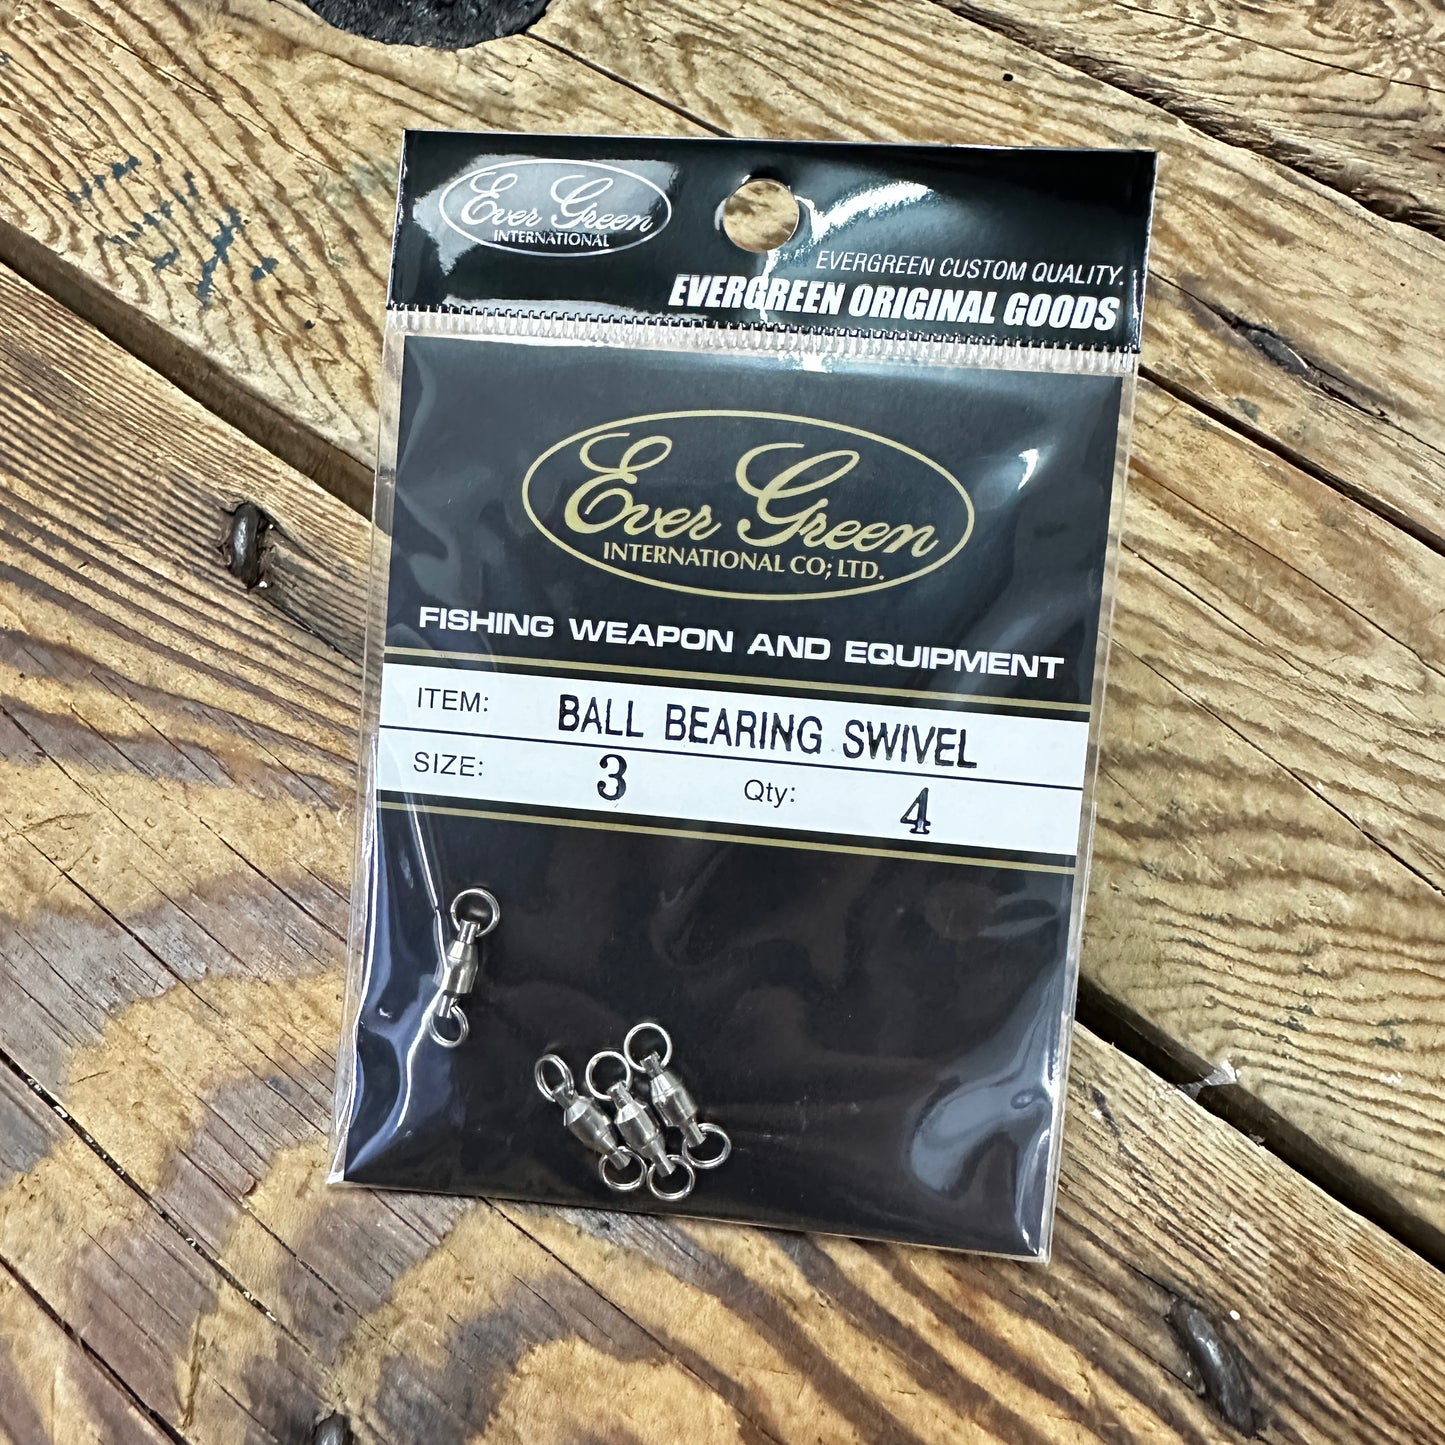 Ever Green
INTERNATIONAL
EVERGREEN CUSTOM QUALITY.
EVERGREEN ORIGINAL GOODS
Ever Green
INTERNATIONAL CO; LTD.
FISHING WEAPON AND EQUIPMENT
ITEM: BALL BEARING SWIVEL
SIZE: 3 Qty: 4